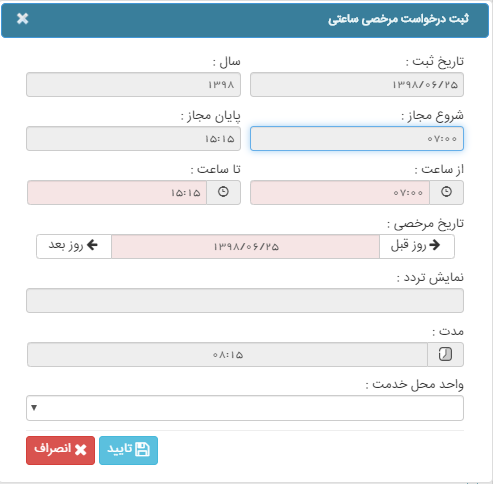 ثبت درخواست مرخصی ساعتی
تاریخ ثبت : سال :
۱۳۹۸/۰۶/۲۵ ۱۳۹۸
شروع مجاز : پایان مجاز :
۰۷:۰۰ ۱۵:۱۵
از ساعت : تا ساعت :
۰۷:۰۰ ۱۵:۱۵
تاریخ مرخصی :
روز قبل ۱۳۹۸/۰۶/۲۵ روز بعد
نمایش تردد :
مدت :
۰۸:۱۵
واحد محل خدمت :
تایید انصراف